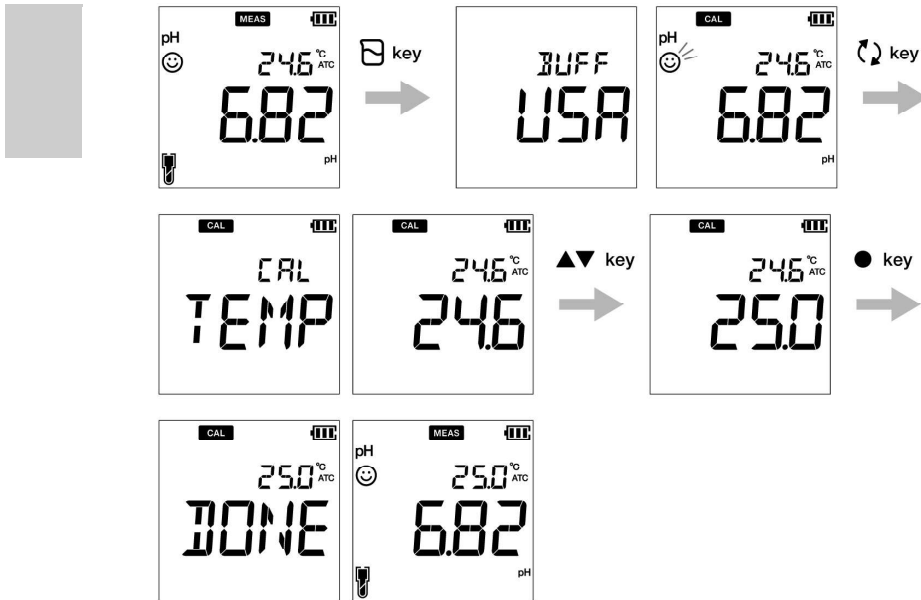 MEAS
pH
24.6 °C ATC
6.82
pH
key
BUFF
USA
CAL
pH
24.6 °C ATC
6.82
pH
key
CAL
CAL
TEMP
CAL
24.6 °C ATC
24.6
▲▼ key
CAL
24.6 °C ATC
25.0
● key
CAL
25.0 °C ATC
DONE
MEAS
pH
25.0 °C ATC
6.82
pH